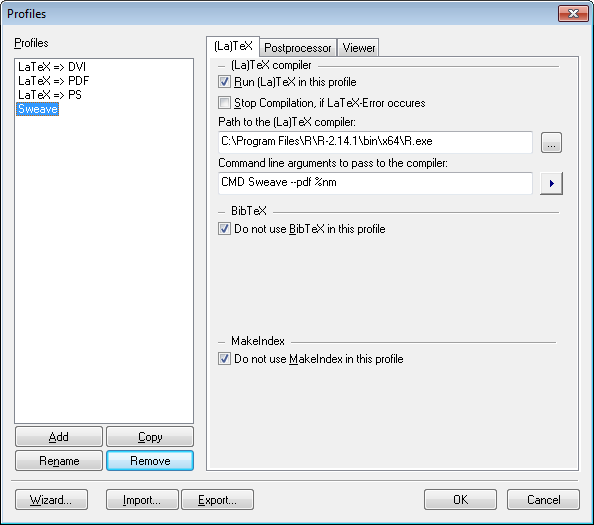 Profiles
Profiles
LaTeX => DVI
LaTeX => PDF
LaTeX => PS
Sweave
Add
Copy
Rename
Remove
(La)TeX
Postprocessor
Viewer
(La)TeX compiler
Run (La)TeX in this profile
Stop Compilation, if LaTeX-Error occures
Path to the (La)TeX compiler:
C:\Program Files\R\R-2.14.1\bin\x64\R.exe
...
Command line arguments to pass to the compiler:
CMD Sweave --pdf %nm
BibTeX
Do not use BibTeX in this profile
MakeIndex
Do not use MakeIndex in this profile
Wizard...
Import...
Export...
OK
Cancel